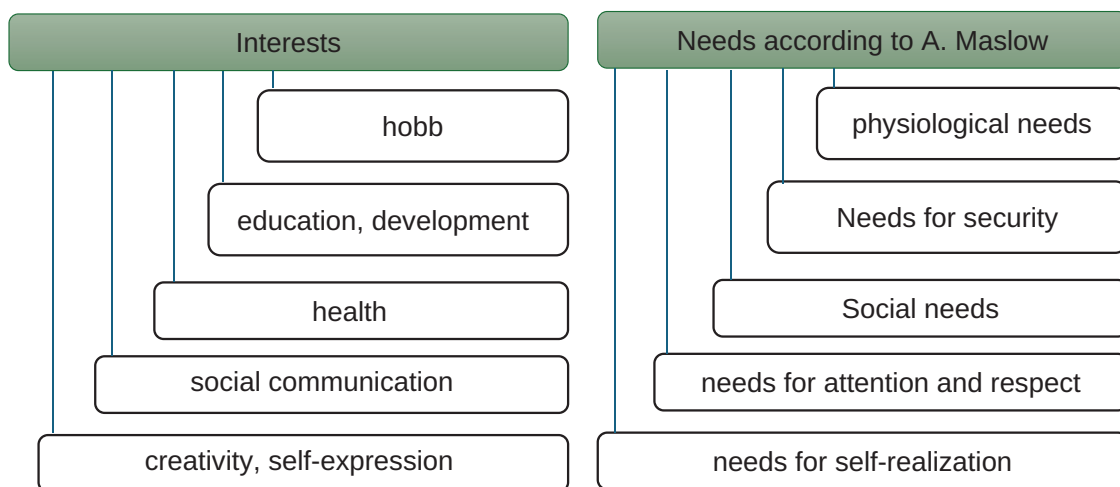 Interests
hobb
education, development
health
social communication
creativity, self-expression
Needs according to A. Maslow
physiological needs
Needs for security
Social needs
needs for attention and respect
needs for self-realization